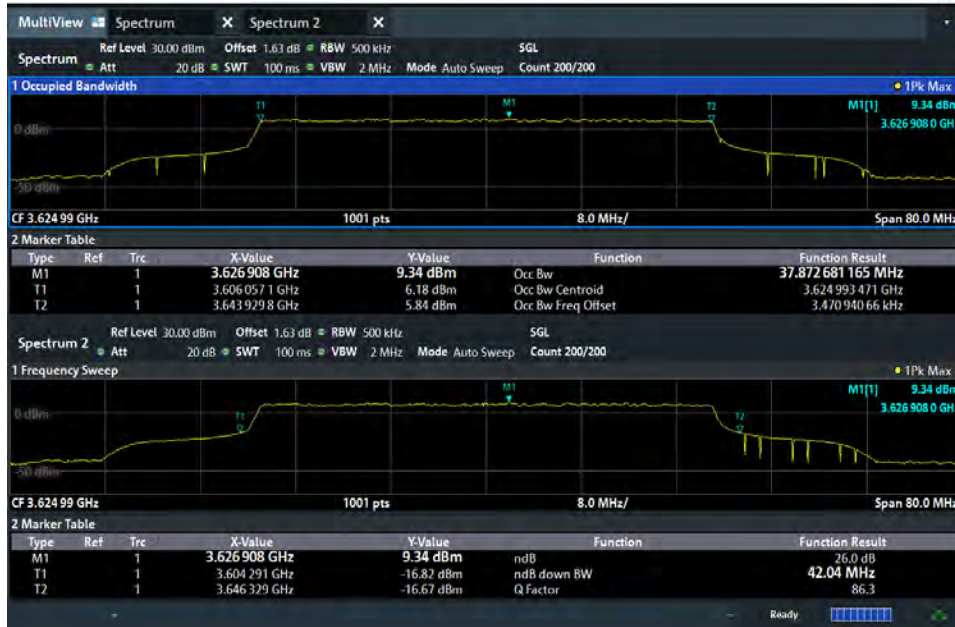 MultiView Spectrum X Spectrum 2 X
Ref Level 30.00 dBm Offset 1.63 dB RBW 500 kHz SGL
Spectrum
Att 20 dB SWT 100 ms VBW 2 MHz Mode Auto Sweep Count 200/200
1 Occupied Bandwidth 1Pk Max
T1 M1 T2 M1[1] 9.34 dBm
0 dBm 3.626 908 0 GH
-50 dBm
CF 3.624 99 GHz 1001 pts 8.0 MHz/ Span 80.0 MHz
2 Marker Table
Type Ref Trc X-Value Y-Value Function Function Result
M1 1 3.626 908 GHz 9.34 dBm Occ Bw 37.872 681 165 MHz
T1 1 3.606 057 1 GHz 6.18 dBm Occ Bw Centroid 3.624 993 471 GHz
T2 1 3.643 929 8 GHz 5.84 dBm Occ Bw Freq Offset 3.470 940 66 kHz
Ref Level 30.00 dBm Offset 1.63 dB RBW 500 kHz SGL
Spectrum 2
Att 20 dB SWT 100 ms VBW 2 MHz Mode Auto Sweep Count 200/200
1 Frequency Sweep 1Pk Max
M1 M1[1] 9.34 dBm
0 dBm T1 T2 3.626 908 0 GH
-50 dBm
CF 3.624 99 GHz 1001 pts 8.0 MHz/ Span 80.0 MHz
2 Marker Table
Type Ref Trc X-Value Y-Value Function Function Result
M1 1 3.626 908 GHz 9.34 dBm ndB 26.0 dB
T1 1 3.604 291 GHz -16.82 dBm ndB down BW 42.04 MHz
T2 1 3.646 329 GHz -16.67 dBm Q Factor 86.3
Ready